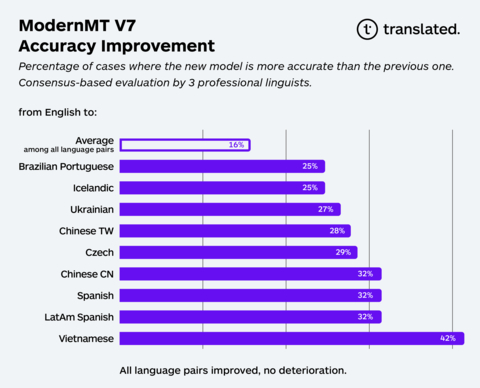 ModernMT V7
Accuracy Improvement
translated.
Percentage of cases where the new model is more accurate than the previous one.
Consensus-based evaluation by 3 professional linguists.
from English to:
Average
among all language pairs
16%
Brazilian Portuguese 25%
Icelandic 25%
Ukrainian 27%
Chinese TW 28%
Czech 29%
Chinese CN 32%
Spanish 32%
LatAm Spanish 32%
Vietnamese 42%
All language pairs improved, no deterioration.